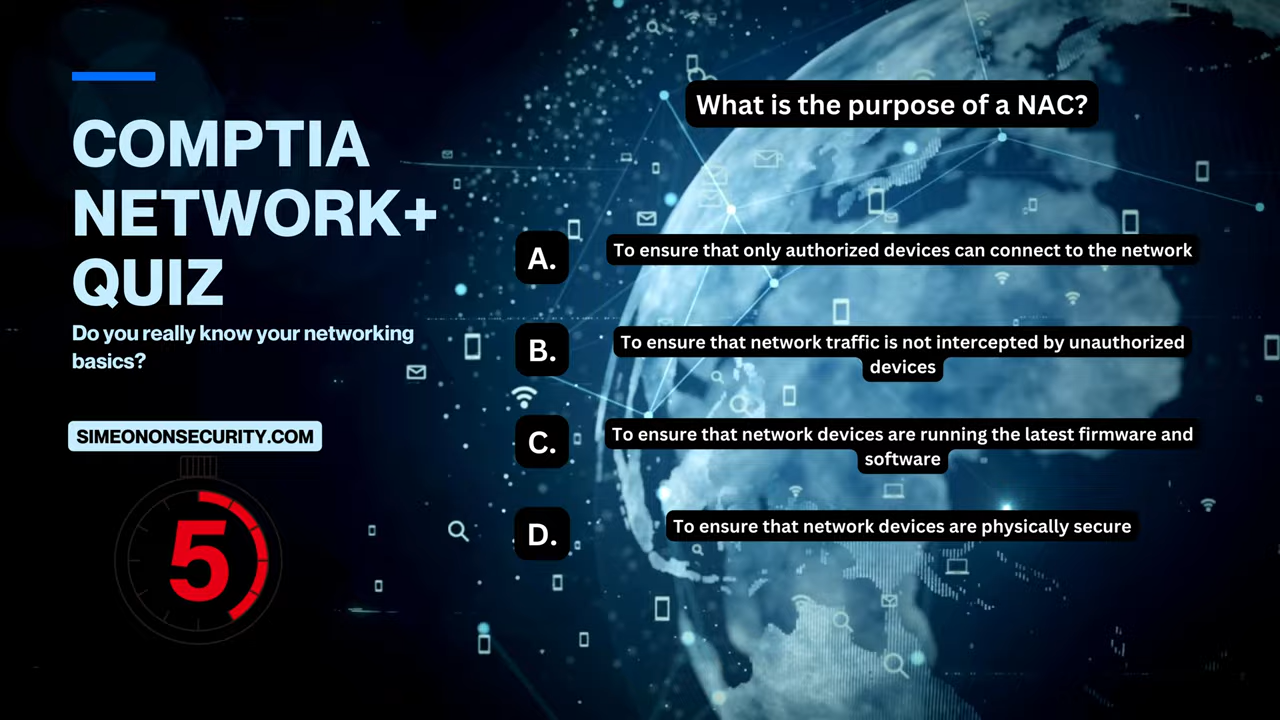 COMPTIA
NETWORK+
QUIZ
Do you really know your networking
basics?
SIMEONONSECURITY.COM
5
What is the purpose of a NAC?
A.
To ensure that only authorized devices can connect to the network
B.
To ensure that network traffic is not intercepted by unauthorized
devices
C.
To ensure that network devices are running the latest firmware and
software
D.
To ensure that network devices are physically secure